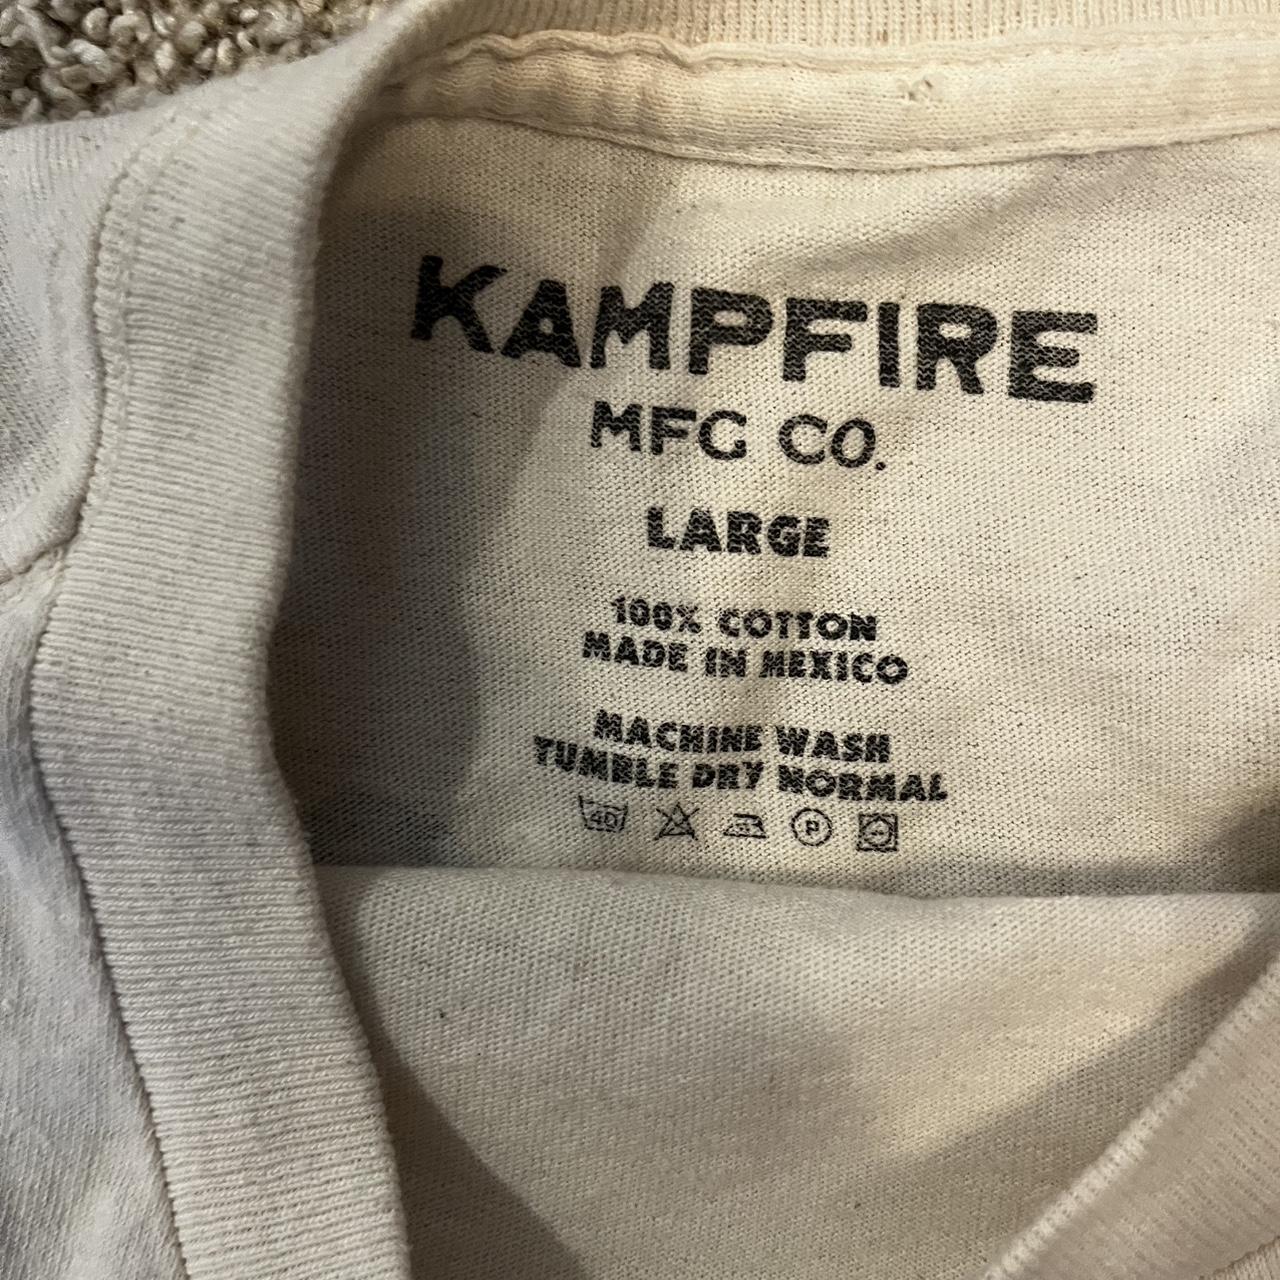 KAMPFIRE
MFG CO.
LARGE
100% COTTON
MADE IN MEXICO
MACHINE WASH
TUMBLE DRY NORMAL
40 P